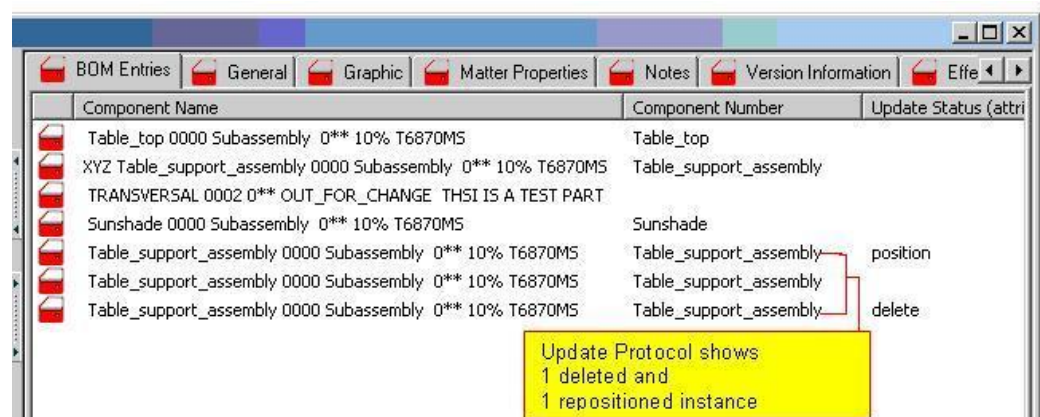 BOM Entries General Graphic Matter Properties Notes Version Information Effe
Component Name Component Number Update Status (attri
Table_top 0000 Subassembly 0** 10% T6870MS Table_top
XYZ Table_support_assembly 0000 Subassembly 0** 10% T6870MS Table_support_assembly
TRANSVERSAL 0002 0** OUT_FOR_CHANGE THSI IS A TEST PART
Sunshade 0000 Subassembly 0** 10% T6870MS Sunshade
Table_support_assembly 0000 Subassembly 0** 10% T6870MS Table_support_assembly position
Table_support_assembly 0000 Subassembly 0** 10% T6870MS Table_support_assembly
Table_support_assembly 0000 Subassembly 0** 10% T6870MS Table_support_assembly delete
Update Protocol shows
1 deleted and
1 repositioned instance